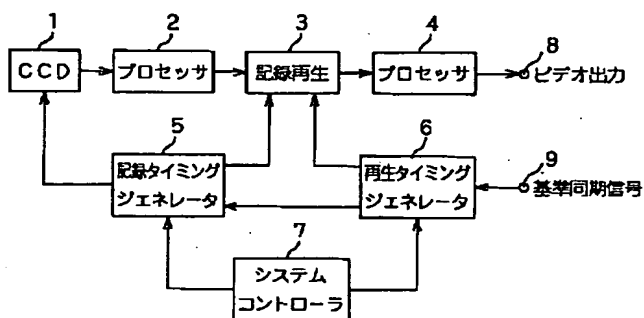 1
2
3
4
CCD
プロセッサ
記録再生
プロセッサ
8
ビデオ出力
5
記録タイミング
ジェネレータ
6
再生タイミング
ジェネレータ
9
基準同期信号
7
システム
コントローラ